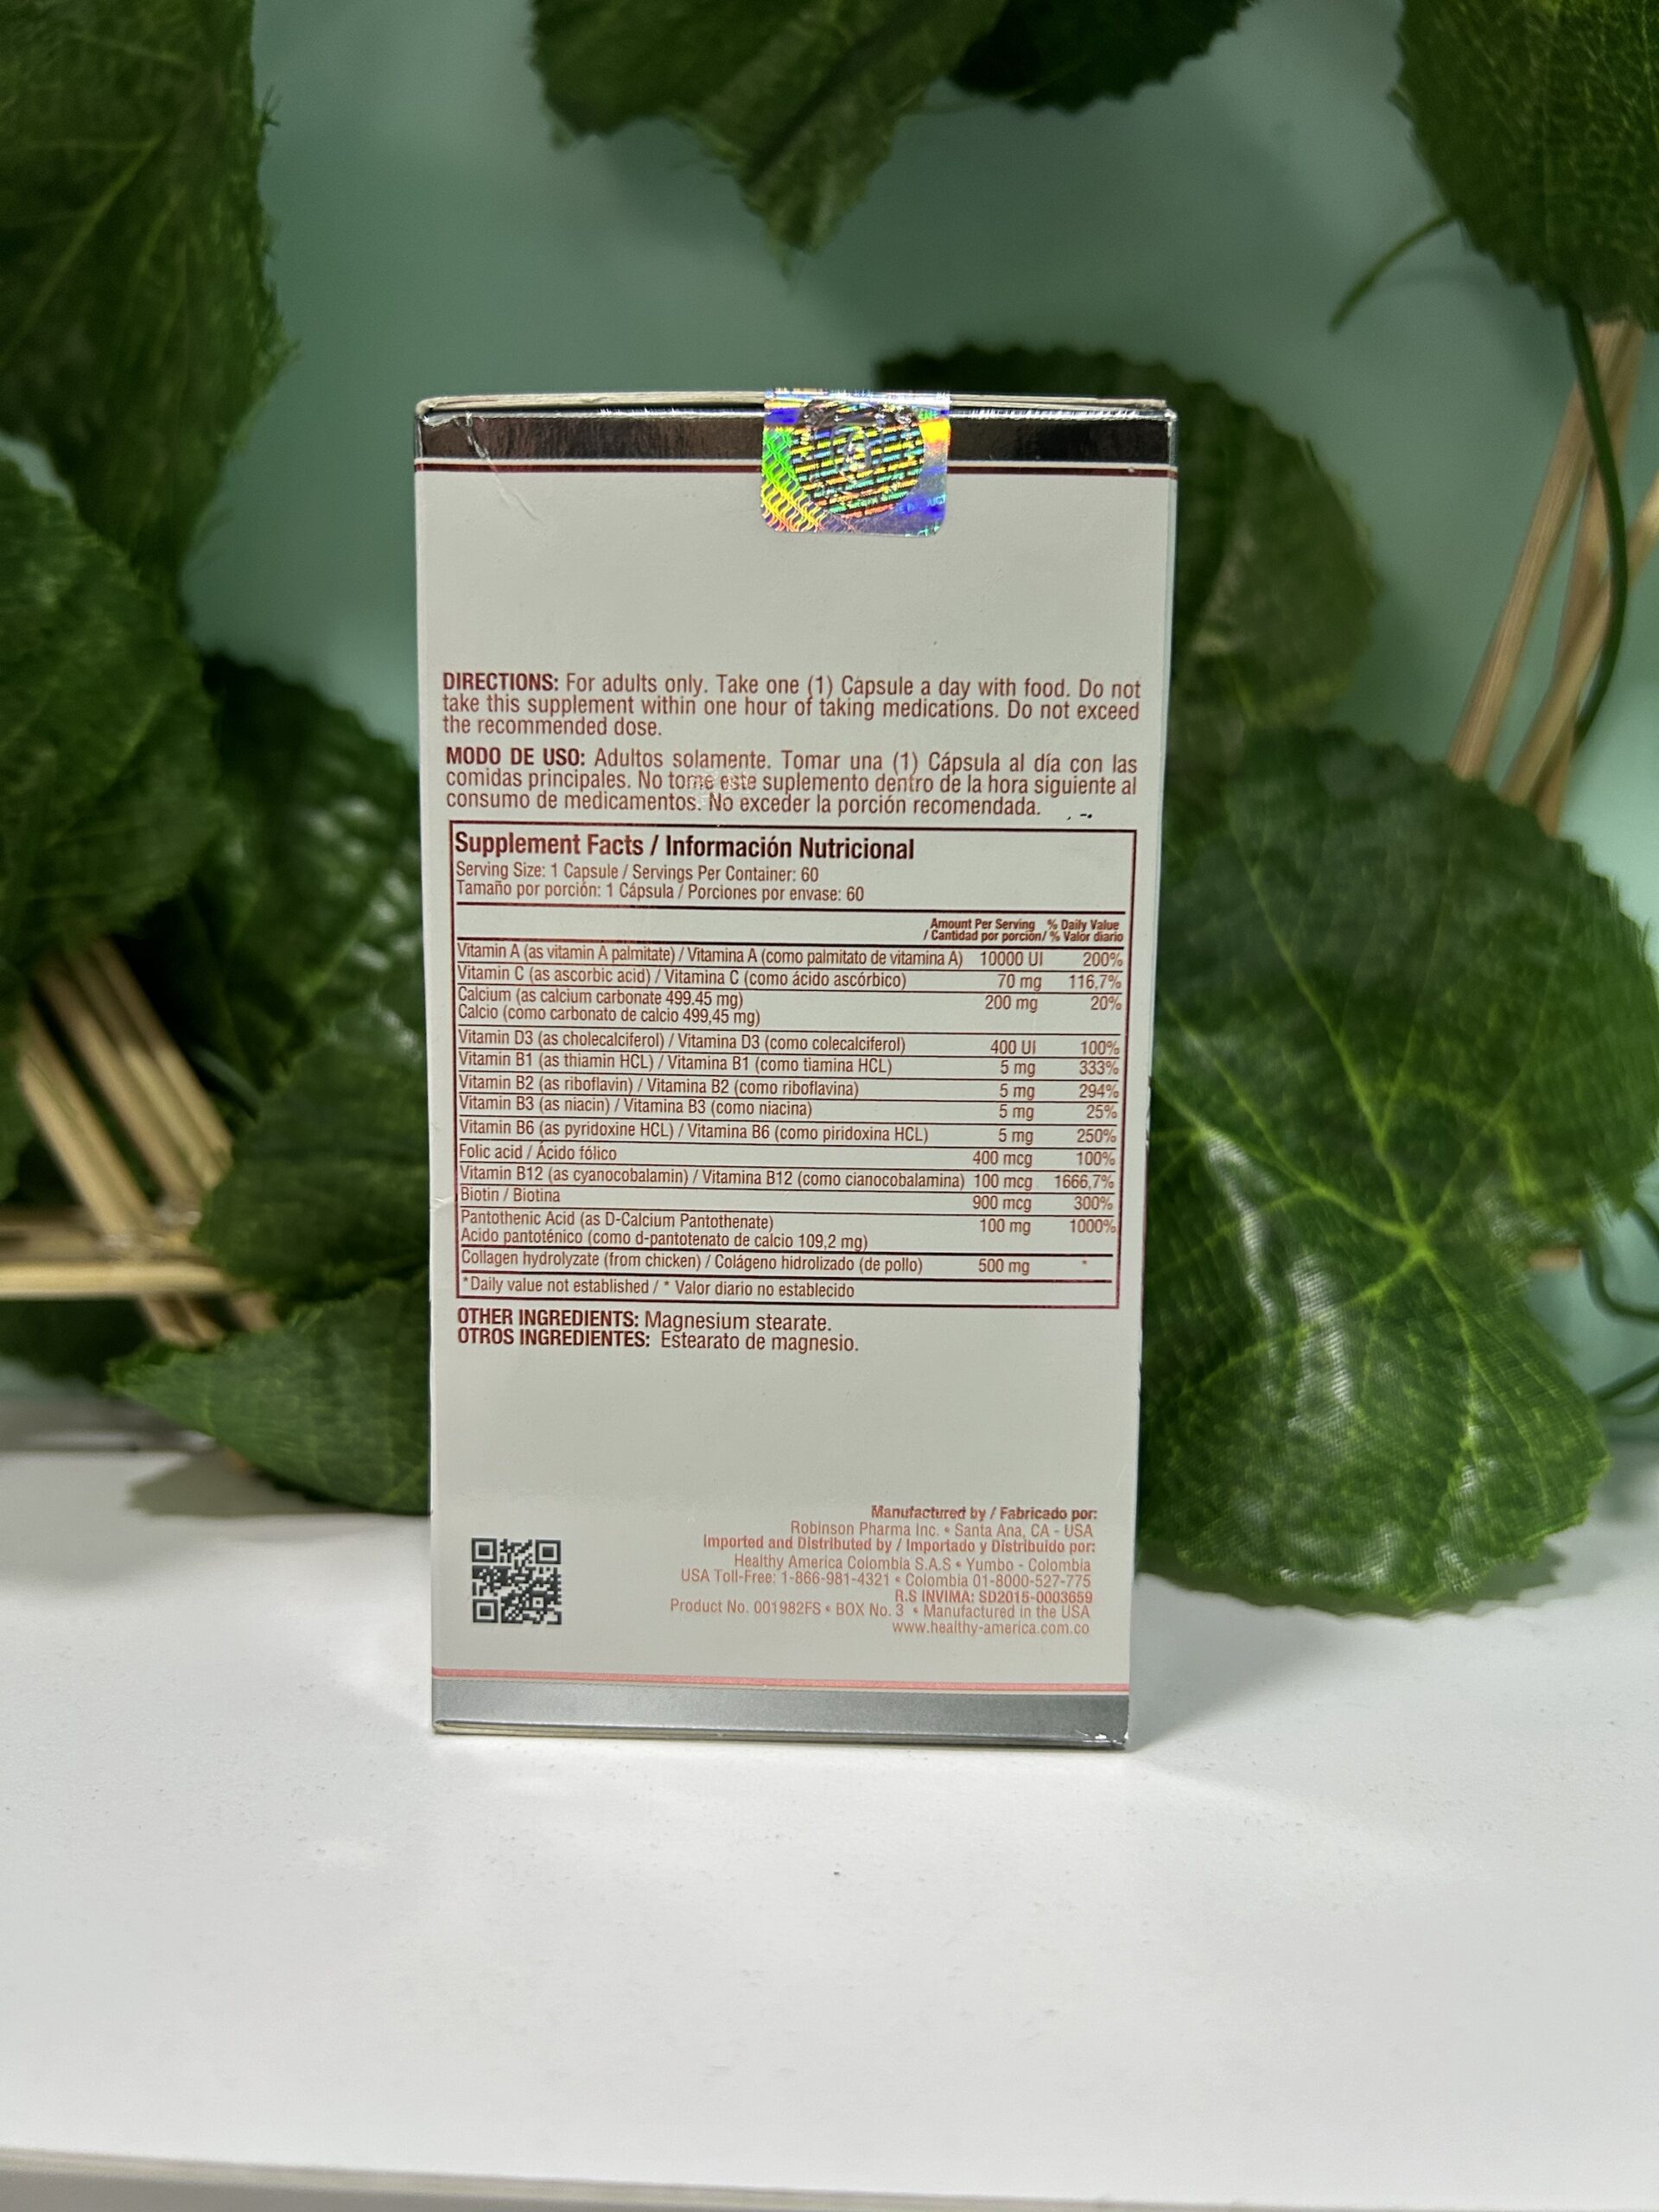 DIRECTIONS: For adults only. Take one (1) Capsule a day with food. Do not
take this supplement within one hour of taking medications. Do not exceed
the recommended dose.
MODO DE USO: Adultos solamente. Tomar una (1) Cápsula al día con las
comidas principales. No tome este suplemento dentro de la hora siguiente al
consumo de medicamentos. No exceder la porción recomendada.
Supplement Facts / Información Nutricional
Serving Size: 1 Capsule / Servings Per Container: 60
Tamaño por porción: 1 Cápsula / Porciones por envase: 60
Amount Per Serving % Daily Value
/ Cantidad por porción/ % Valor diario
Vitamin A (as vitamin A palmitate) / Vitamina A (como palmitato de vitamina A) 10000 UI 200%
Vitamin C (as ascorbic acid) / Vitamina C (como ácido ascórbico) 70 mg 116,7%
Calcium (as calcium carbonate 499.45 mg) 200 mg 20%
Calcio (como carbonato de calcio 499,45 mg)
Vitamin D3 (as cholecalciferol) / Vitamina D3 (como colecalciferol) 400 UI 100%
Vitamin B1 (as thiamin HCL) / Vitamina B1 (como tiamina HCL) 5 mg 333%
Vitamin B2 (as riboflavin) / Vitamina B2 (como riboflavina) 5 mg 294%
Vitamin B3 (as niacin) / Vitamina B3 (como niacina) 5 mg 25%
Vitamin B6 (as pyridoxine HCL) / Vitamina B6 (como piridoxina HCL) 5 mg 250%
Folic acid / Ácido fólico 400 mcg 100%
Vitamin B12 (as cyanocobalamin) / Vitamina B12 (como cianocobalamina) 100 mcg 1666,7%
Biotin / Biotina 900 mcg 300%
Pantothenic Acid (as D-Calcium Pantothenate) 100 mg 1000%
Acido pantoténico (como d-pantotenato de calcio 109,2 mg)
Collagen hydrolyzate (from chicken) / Colágeno hidrolizado (de pollo) 500 mg *
*Daily value not established / * Valor diario no establecido
OTHER INGREDIENTS: Magnesium stearate.
OTROS INGREDIENTES: Estearato de magnesio.
Manufactured by / Fabricado por:
Robinson Pharma Inc. • Santa Ana, CA - USA
Imported and Distributed by / Importado y Distribuido por:
Healthy America Colombia S.A.S • Yumbo - Colombia
USA Toll-Free: 1-866-981-4321 • Colombia 01-8000-527-775
R.S INVIMA: SD2015-0003659
Product No. 001982FS • BOX No. 3 • Manufactured in the USA
www.healthy-america.com.co